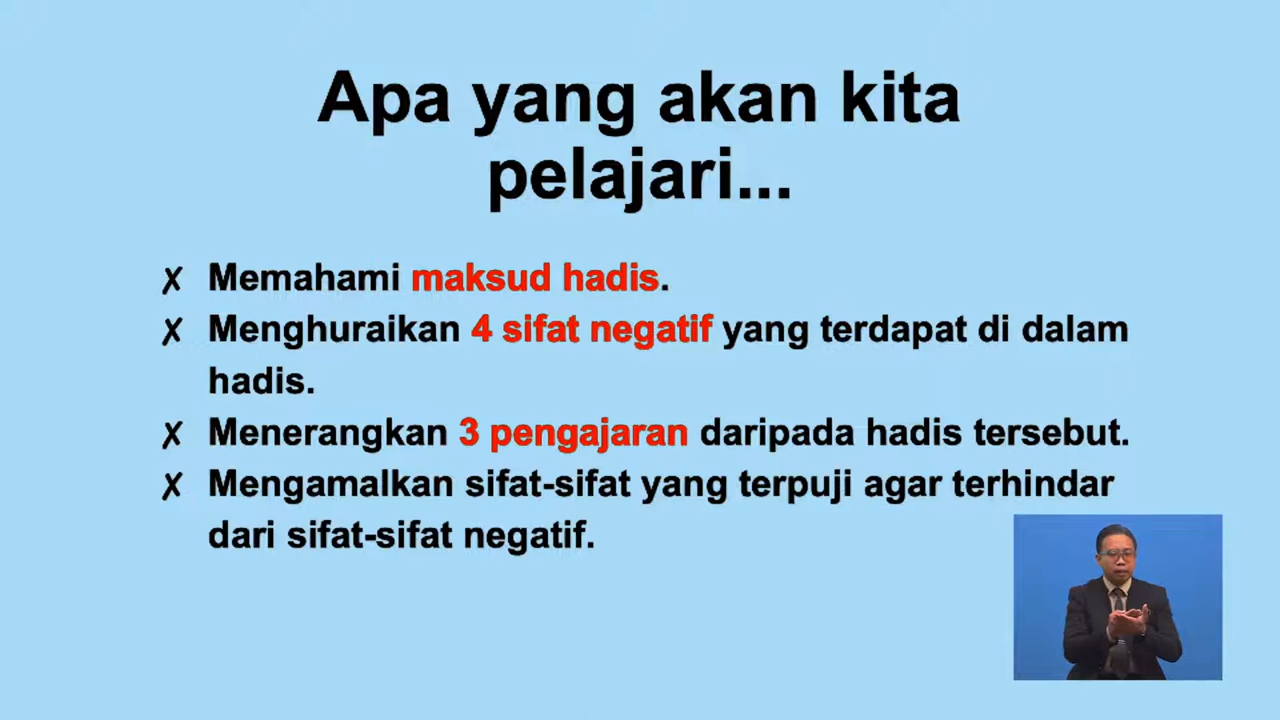 Apa yang akan kita
pelajari...
✗ Memahami maksud hadis.
✗ Menghuraikan 4 sifat negatif yang terdapat di dalam
hadis.
✗ Menerangkan 3 pengajaran daripada hadis tersebut.
✗ Mengamalkan sifat-sifat yang terpuji agar terhindar
dari sifat-sifat negatif.